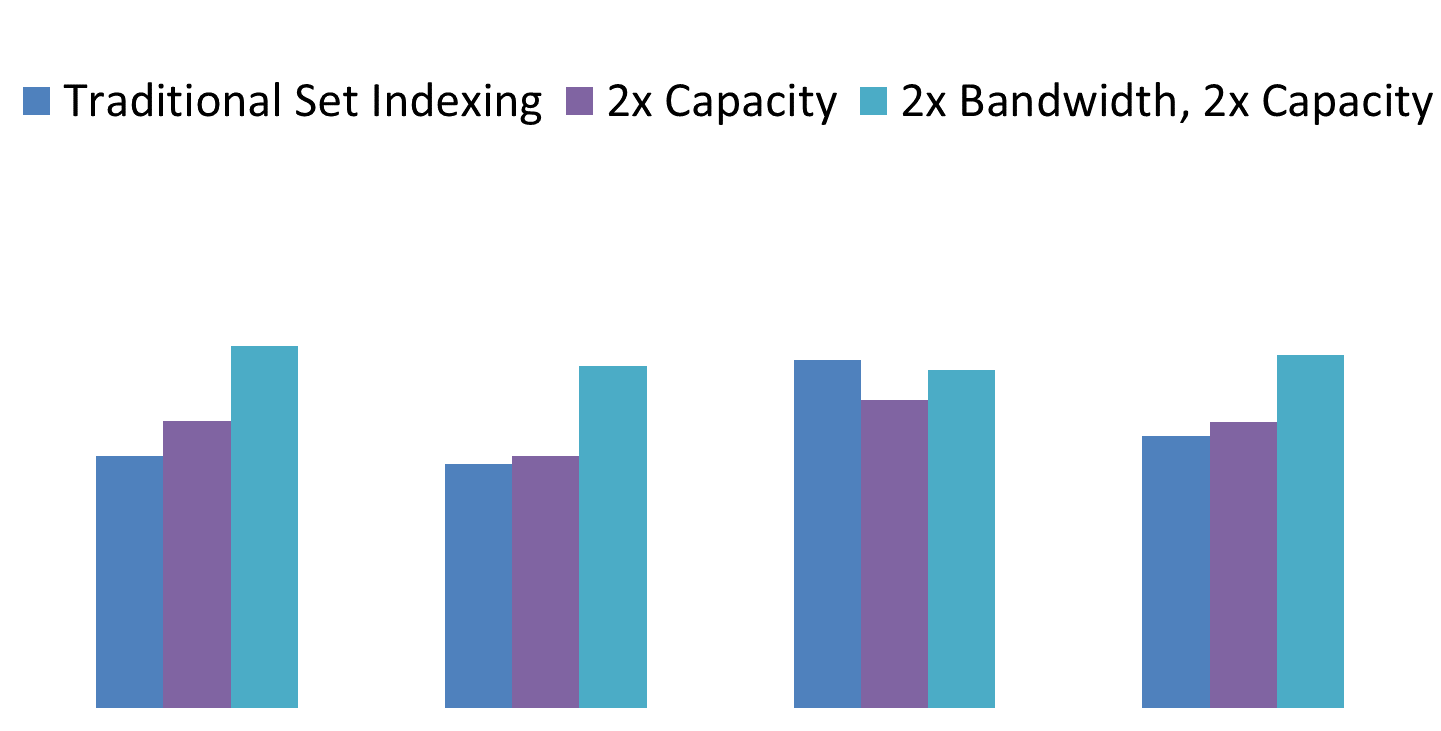 Traditional Set Indexing 2x Capacity 2x Bandwidth, 2x Capacity